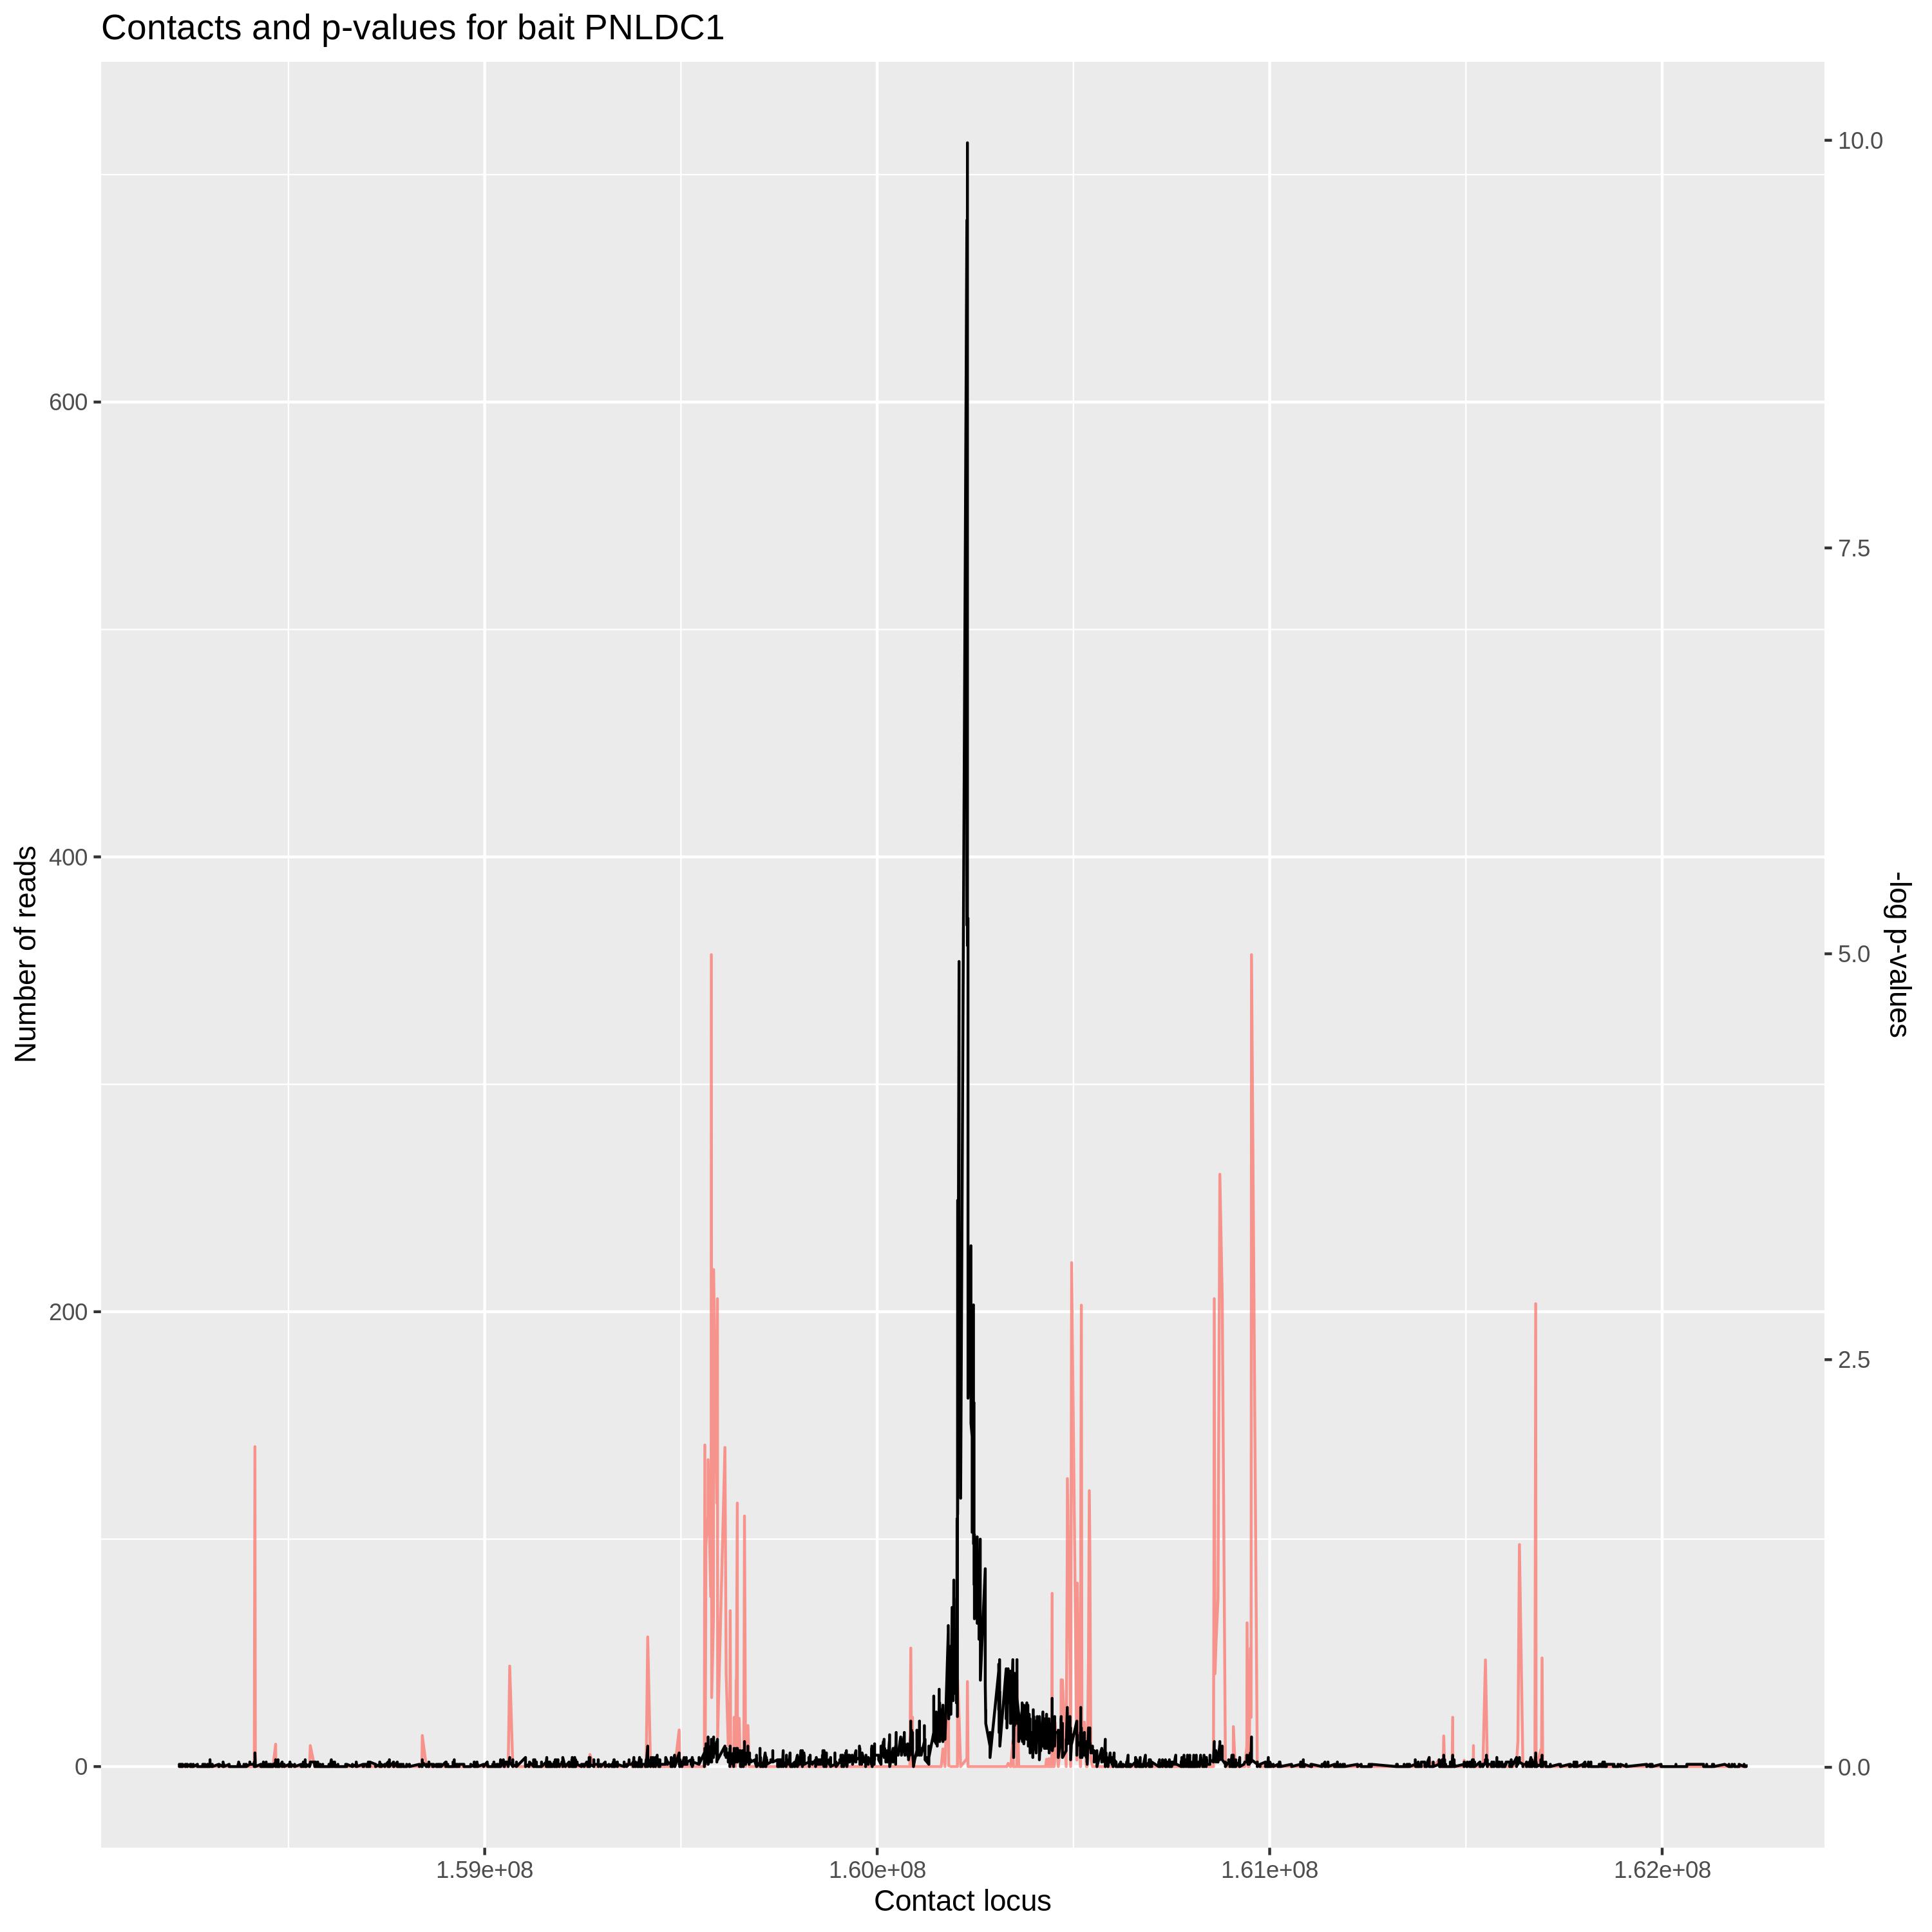 Contacts and p-values for bait PNLDC1
Number of reads
600
400
200
0
10.0
7.5
5.0
2.5
0.0
-log p-values
1.59e+08
1.60e+08
1.61e+08
1.62e+08
Contact locus